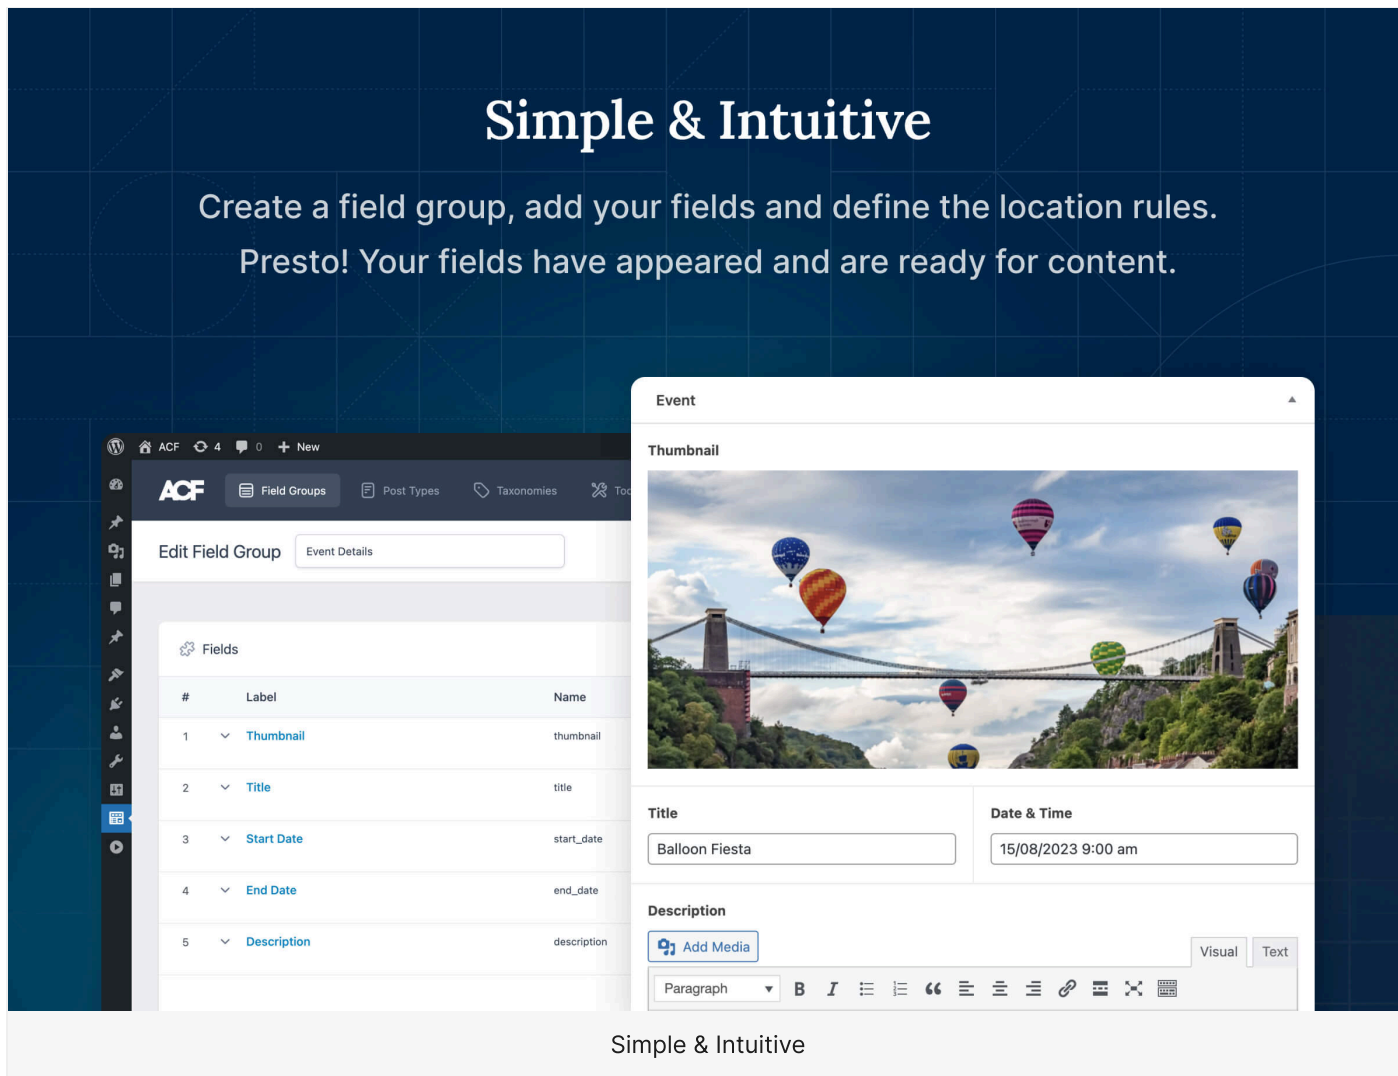 Simple & Intuitive
Create a field group, add your fields and define the location rules.
Presto! Your fields have appeared and are ready for content.
ACF 4 0 New
ACF Field Groups Post Types Taxonomies
Edit Field Group Event Details
Fields
# Label Name
1 Thumbnail thumbnail
2 Title title
3 Start Date start_date
4 End Date end_date
5 Description description
Event
Thumbnail
Title Date & Time
Balloon Fiesta 15/08/2023 9:00 am
Description
Add Media Visual Text
Paragraph B I
Simple & Intuitive